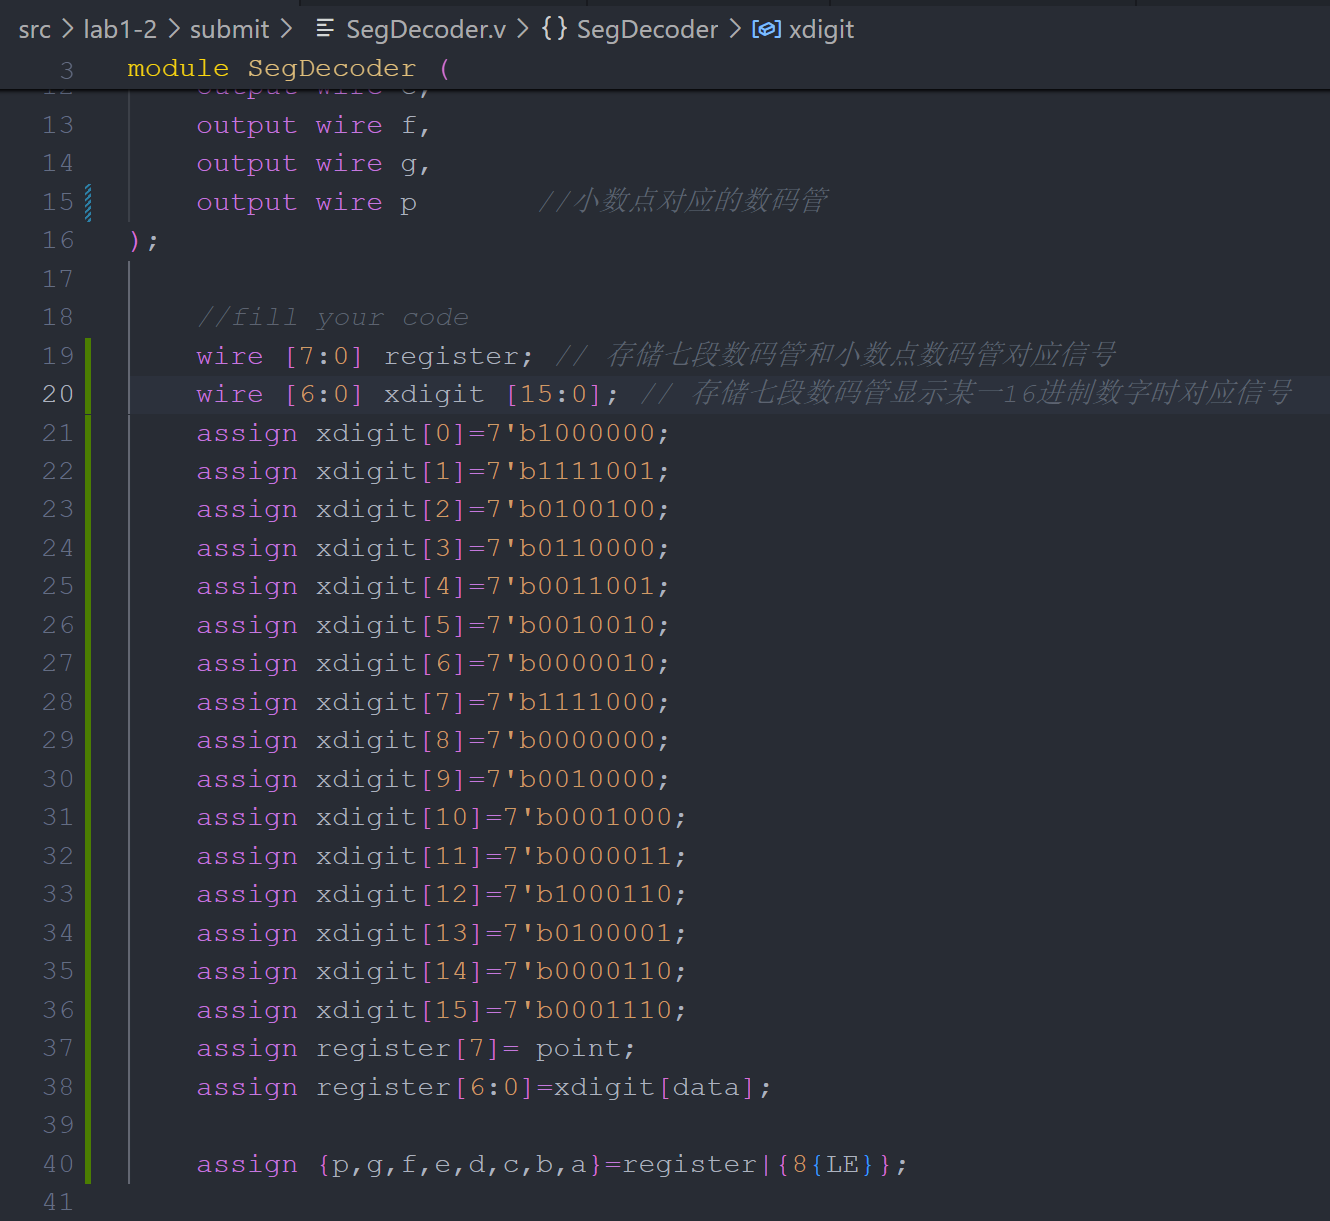 src > lab1-2 > submit > SegDecoder.v > {} SegDecoder > xdigit
3 module SegDecoder (
13 output wire f,
14 output wire g,
15 output wire p //小数点对应的数码管
16 );
17
18 //fill your code
19 wire [7:0] register; // 存储七段数码管和小数点数码管对应信号
20 wire [6:0] xdigit [15:0]; // 存储七段数码管显示某一16进制数字时对应信号
21 assign xdigit[0]=7'b1000000;
22 assign xdigit[1]=7'b1111001;
23 assign xdigit[2]=7'b0100100;
24 assign xdigit[3]=7'b0110000;
25 assign xdigit[4]=7'b0011001;
26 assign xdigit[5]=7'b0010010;
27 assign xdigit[6]=7'b0000010;
28 assign xdigit[7]=7'b1111000;
29 assign xdigit[8]=7'b0000000;
30 assign xdigit[9]=7'b0010000;
31 assign xdigit[10]=7'b0001000;
32 assign xdigit[11]=7'b0000011;
33 assign xdigit[12]=7'b1000110;
34 assign xdigit[13]=7'b0100001;
35 assign xdigit[14]=7'b0000110;
36 assign xdigit[15]=7'b0001110;
37 assign register[7]= point;
38 assign register[6:0]=xdigit[data];
39
40 assign {p,g,f,e,d,c,b,a}=register|{8{LE}};
41